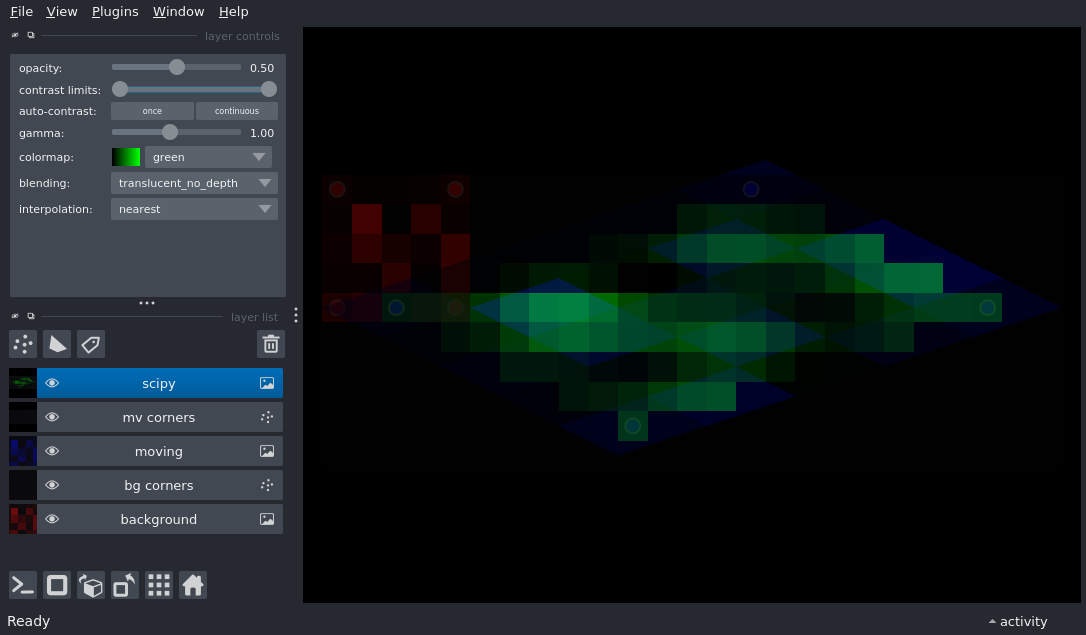 File View Plugins Window Help
layer controls
opacity: 0.50
contrast limits:
auto-contrast: once continuous
gamma: 1.00
colormap: green
blending: translucent_no_depth
interpolation: nearest
layer list
scipy
mv corners
moving
bg corners
background
Ready activity